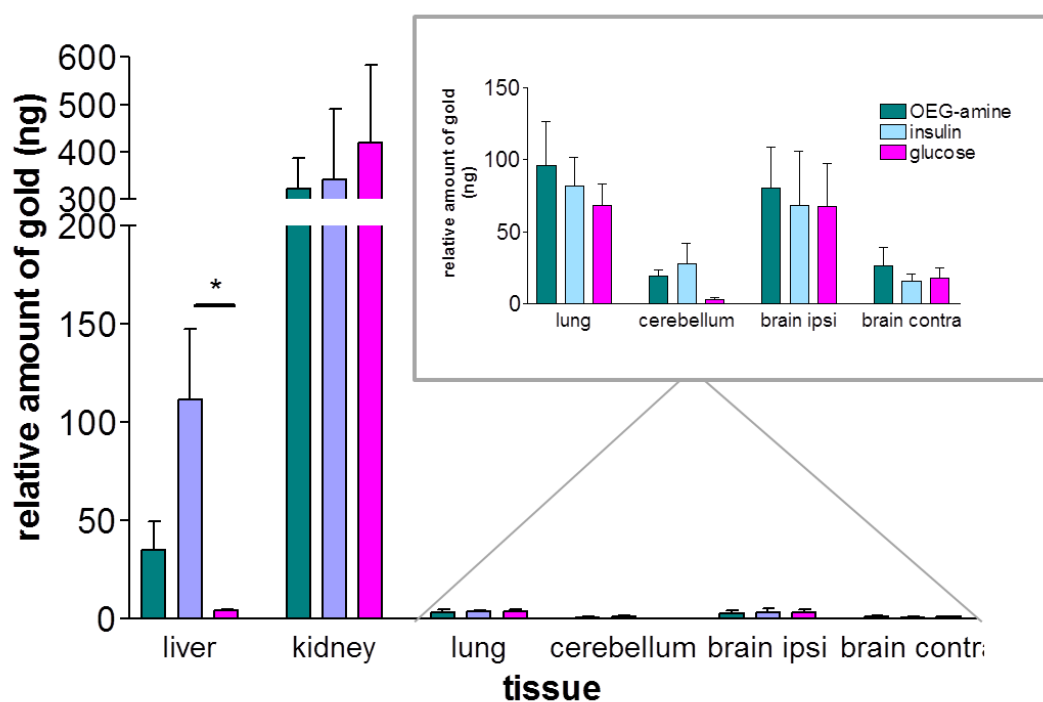 relative amount of gold (ng)
600
500
400
300
200
150
100
50
0
*
liver kidney lung cerebellum brain ipsi brain contra
tissue
relative amount of gold
(ng)
150
100
50
0
OEG-amine
insulin
glucose
lung cerebellum brain ipsi brain contra